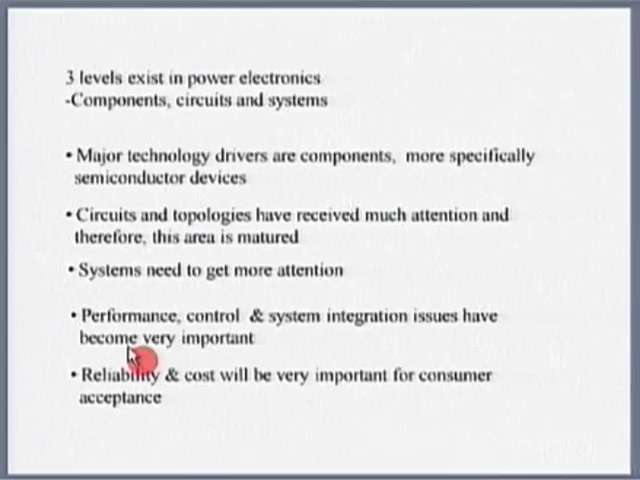 3 levels exist in power electronics
-Components, circuits and systems
• Major technology drivers are components, more specifically
semiconductor devices
• Circuits and topologies have received much attention and
therefore, this area is matured
• Systems need to get more attention
• Performance, control & system integration issues have
become very important
• Reliability & cost will be very important for consumer
acceptance